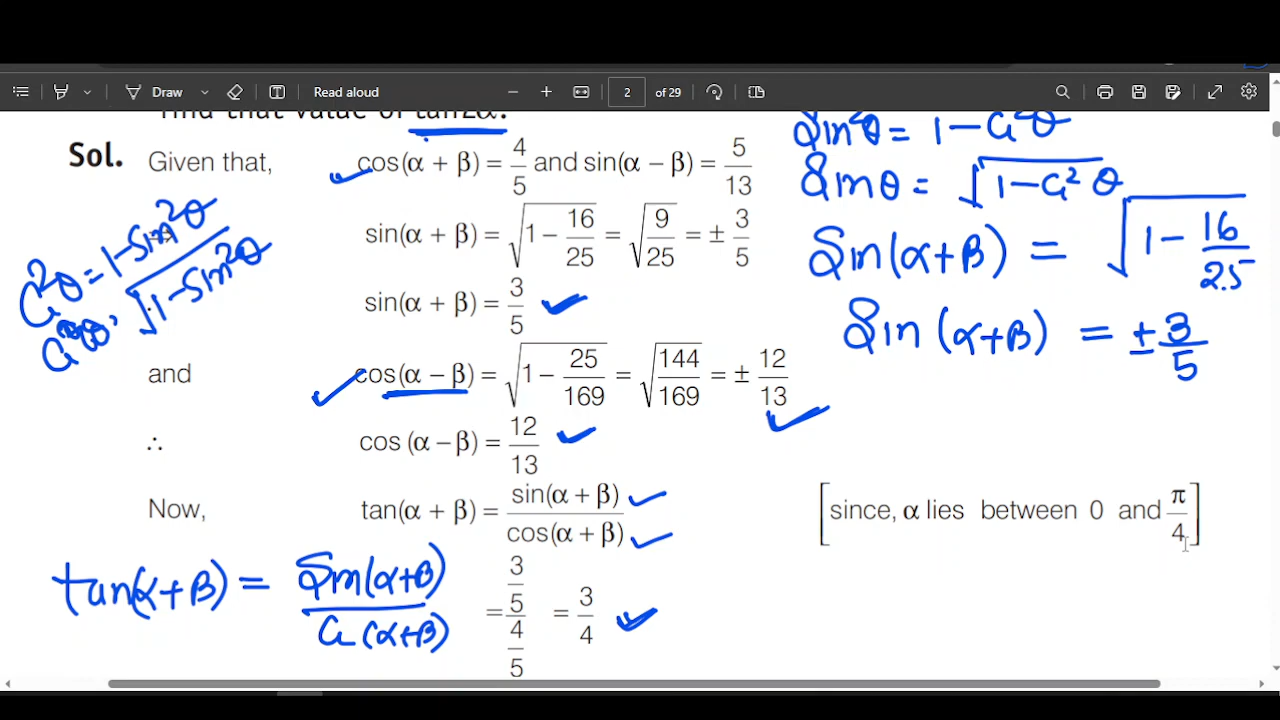 Draw
Read aloud
2
of 29
Find that value of tan2α.
Sol. Given that, cos(α + β) = 4/5 and sin(α − β) = 5/13
sin(α + β) = √(1 − 16/25) = √(9/25) = ± 3/5
sin(α + β) = 3/5
and cos(α − β) = √(1 − 25/169) = √(144/169) = ± 12/13
∴ cos (α − β) = 12/13
Now, tan(α + β) = sin(α + β)/cos(α + β)
[since, α lies between 0 and π/4]
= (3/5)/(4/5) = 3/4
Sin²θ = 1 − C²θ
Sinθ = √(1 − C²θ)
Sin(α+β) = √(1 − 16/25)
Sin(α+β) = ± 3/5
C²θ = 1−Sin²θ
√(1−Sin²θ)
tan(α+β) = Sin(α+β)/C(α+β)